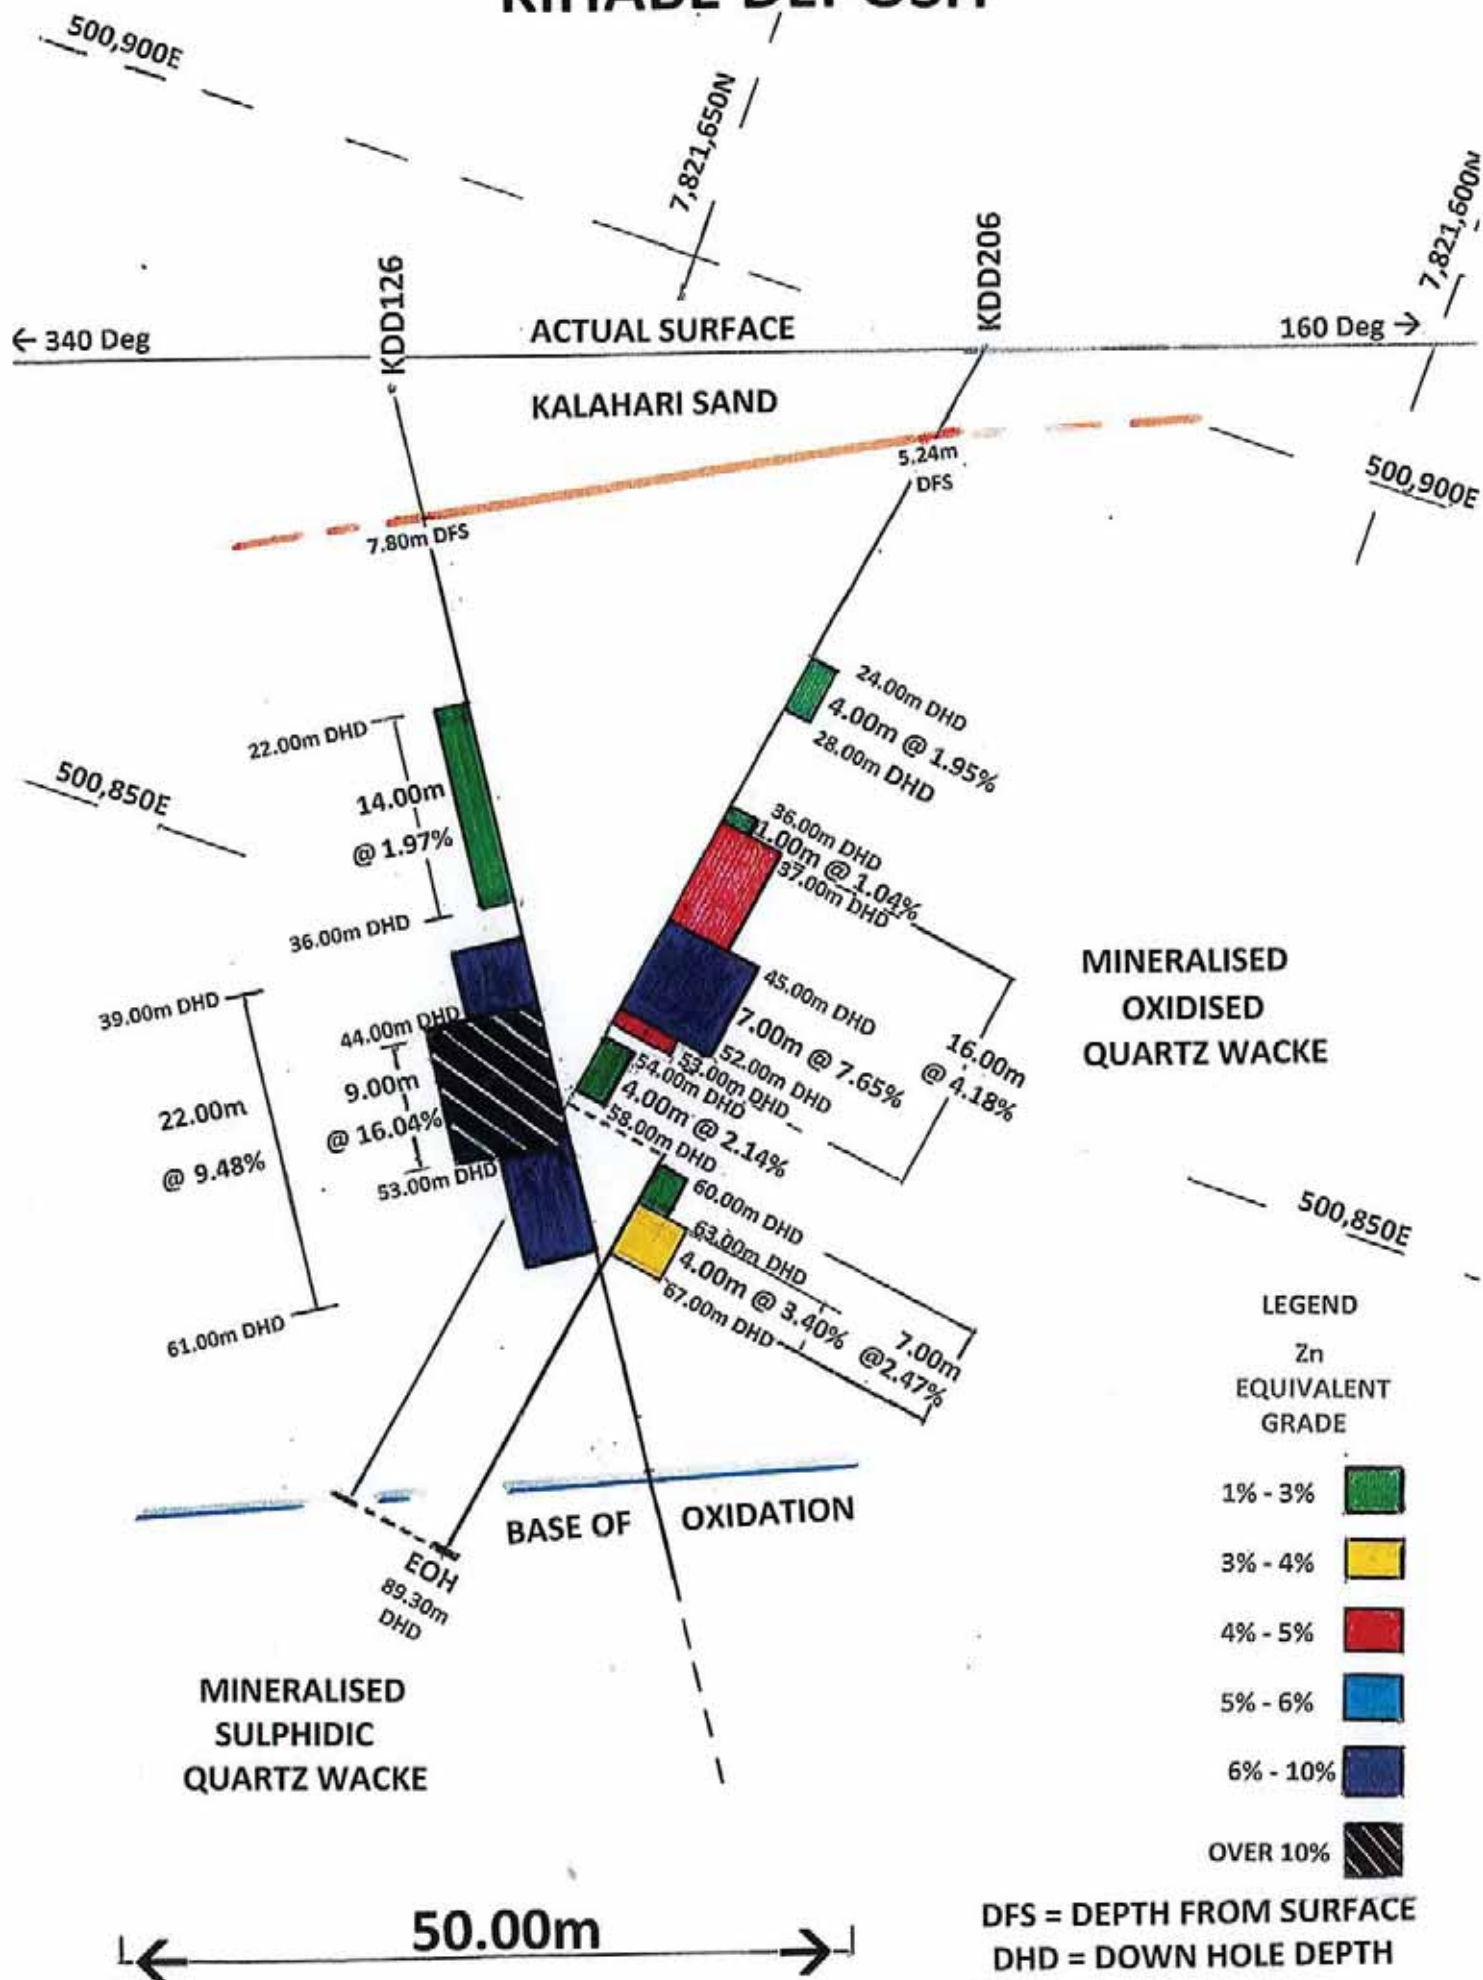 500,900E
7,821,650N
7,821,600N
KDD126
KDD206
← 340 Deg
ACTUAL SURFACE
160 Deg →
KALAHARI SAND
5.24m
DFS
500,900E
7.80m DFS
24.00m DHD
4.00m @ 1.95%
28.00m DHD
22.00m DHD
14.00m
@ 1.97%
36.00m DHD
500,850E
36.00m DHD
1.00m @ 1.04%
37.00m DHD
MINERALISED
OXIDISED
QUARTZ WACKE
39.00m DHD
44.00m DHD
9.00m
@ 16.04%
53.00m DHD
22.00m
@ 9.48%
61.00m DHD
45.00m DHD
7.00m @ 7.65%
52.00m DHD
53.00m DHD
16.00m
@ 4.18%
54.00m DHD
4.00m @ 2.14%
58.00m DHD
60.00m DHD
63.00m DHD
4.00m @ 3.40%
67.00m DHD
7.00m
@2.47%
500,850E
BASE OF OXIDATION
EOH
89.30m
DHD
MINERALISED
SULPHIDIC
QUARTZ WACKE
LEGEND
Zn
EQUIVALENT
GRADE
1% - 3%
3% - 4%
4% - 5%
5% - 6%
6% - 10%
OVER 10%
50.00m
DFS = DEPTH FROM SURFACE
DHD = DOWN HOLE DEPTH